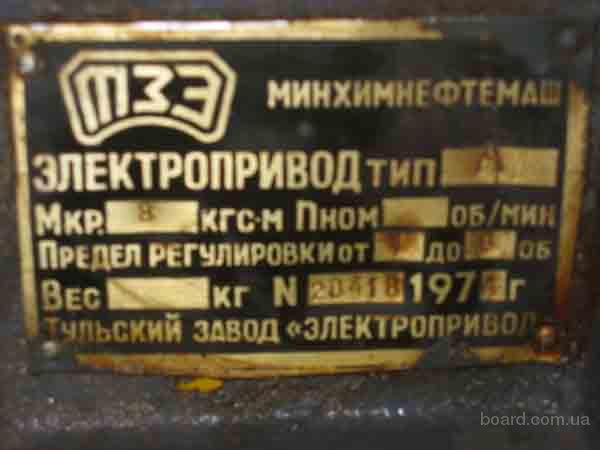 ТЗЭ
МИНХИМНЕФТЕМАШ
ЭЛЕКТРОПРИВОД ТИП А
Мкр. 8 кгс·м Пном об/мин
Предел регулировки от до об
Вес кг N 20418 197 г
Тульский завод «Электропривод
board.com.ua